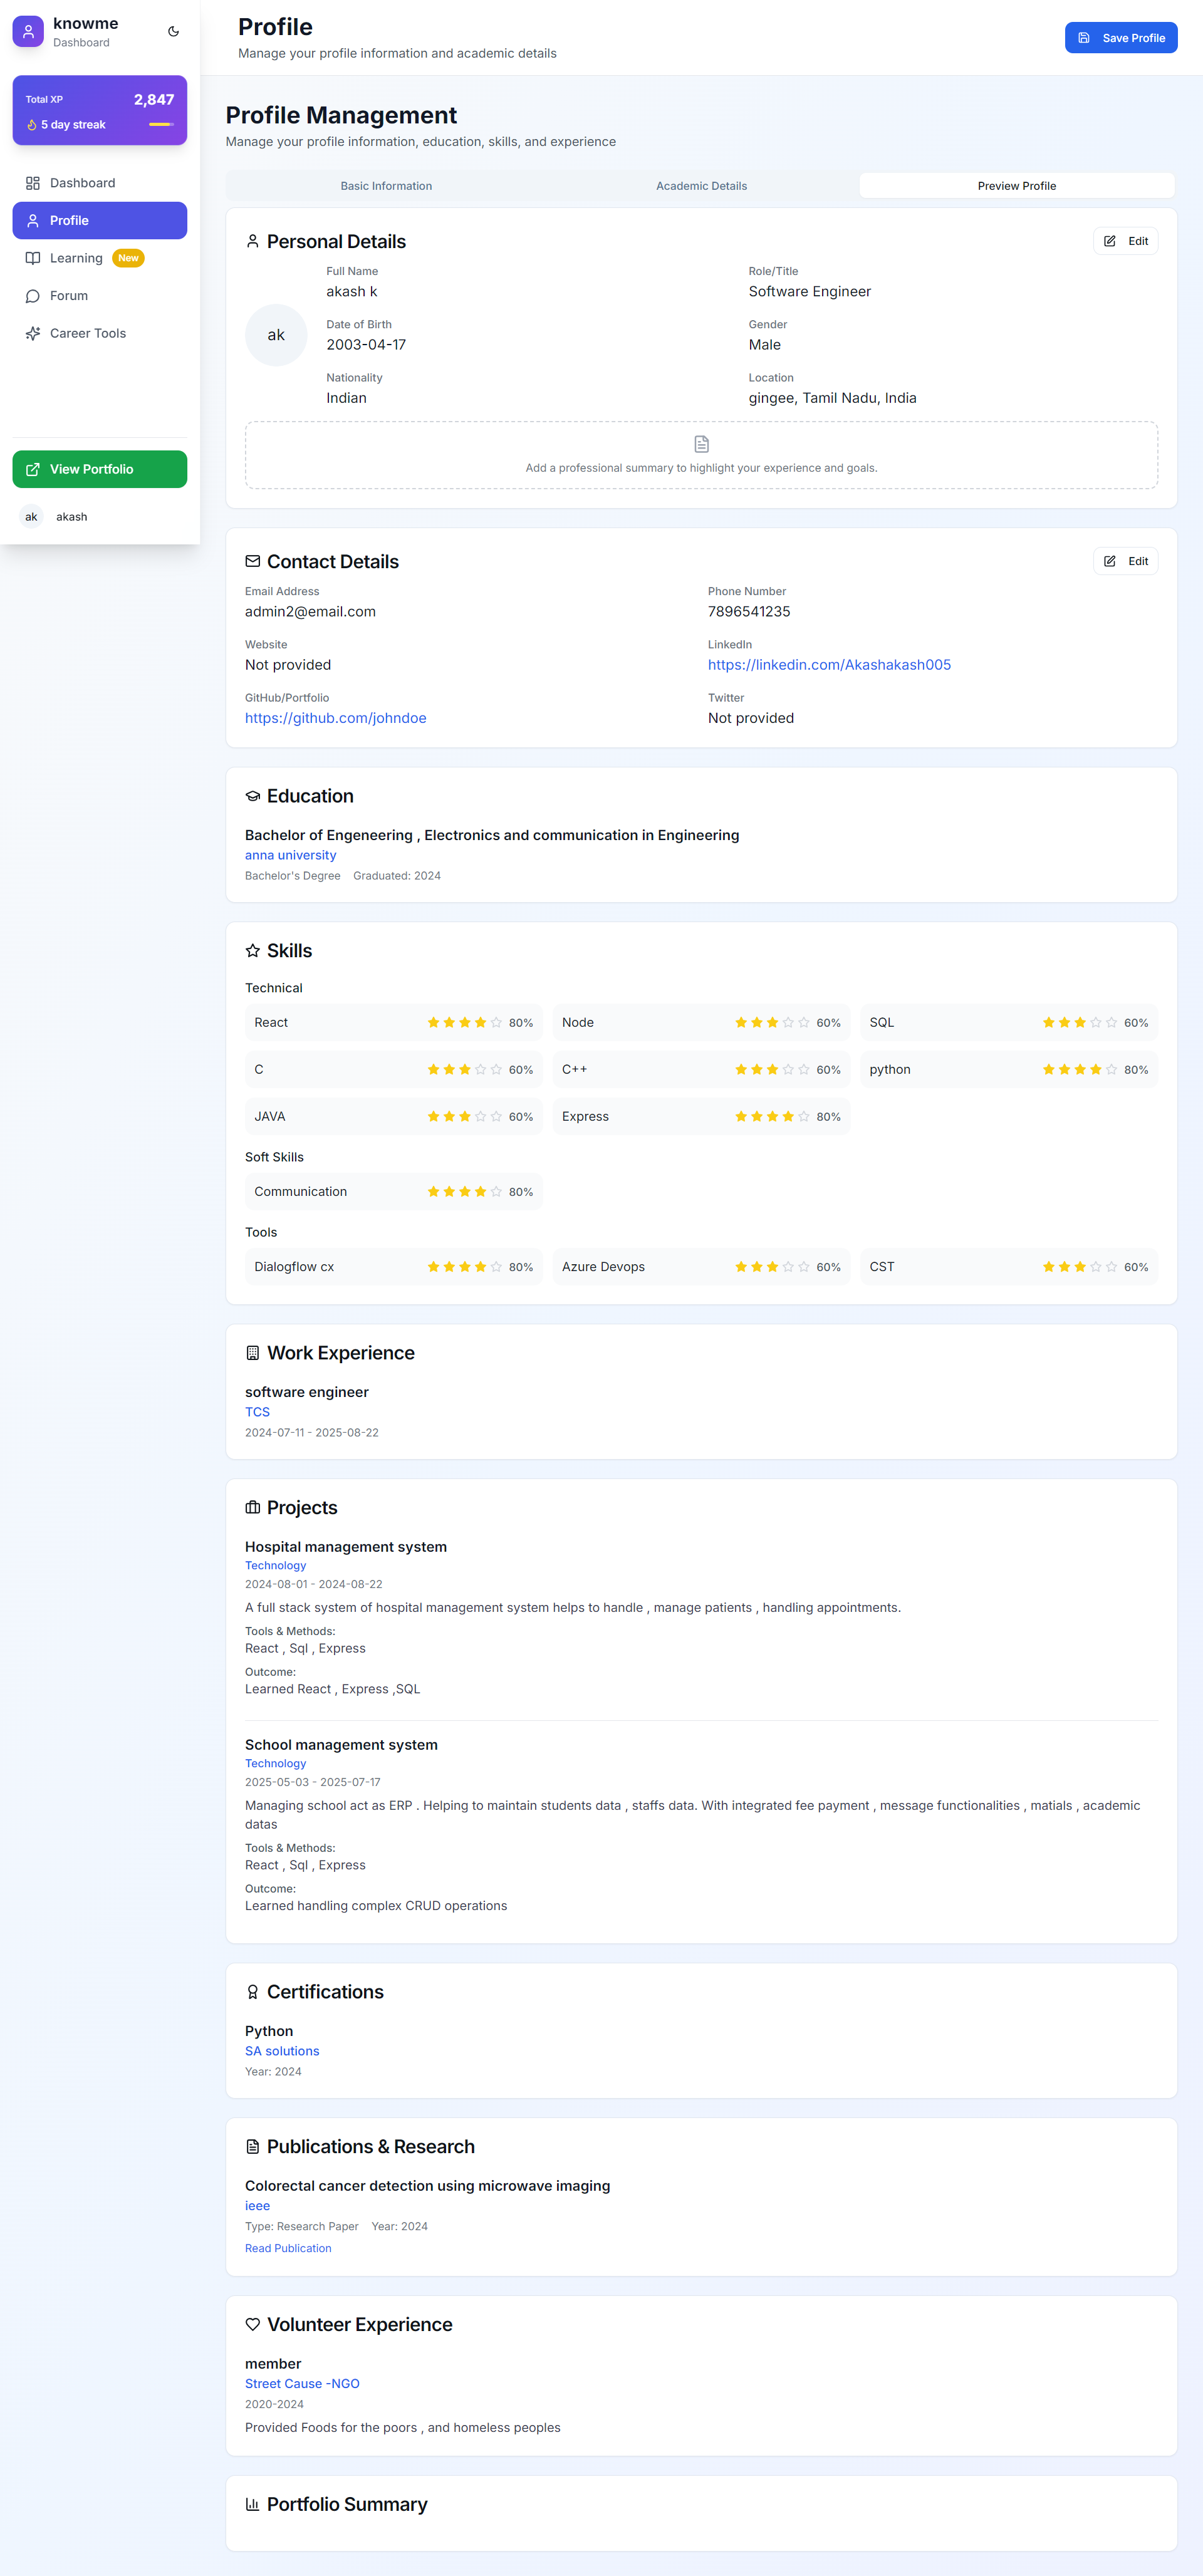 knowme
Dashboard
Total XP 2,847
5 day streak
Dashboard
Profile
Learning New
Forum
Career Tools
View Portfolio
ak akash
Profile
Manage your profile information and academic details
Save Profile
Profile Management
Manage your profile information, education, skills, and experience
Basic Information Academic Details Preview Profile
Personal Details Edit
ak
Full Name Role/Title
akash k Software Engineer
Date of Birth Gender
2003-04-17 Male
Nationality Location
Indian gingee, Tamil Nadu, India
Add a professional summary to highlight your experience and goals.
Contact Details Edit
Email Address Phone Number
admin2@email.com 7896541235
Website LinkedIn
Not provided https://linkedin.com/Akashakash005
GitHub/Portfolio Twitter
https://github.com/johndoe Not provided
Education
Bachelor of Engeneering , Electronics and communication in Engineering
anna university
Bachelor's Degree Graduated: 2024
Skills
Technical
React 80% Node 60% SQL 60%
C 60% C++ 60% python 80%
JAVA 60% Express 80%
Soft Skills
Communication 80%
Tools
Dialogflow cx 80% Azure Devops 60% CST 60%
Work Experience
software engineer
TCS
2024-07-11 - 2025-08-22
Projects
Hospital management system
Technology
2024-08-01 - 2024-08-22
A full stack system of hospital management system helps to handle , manage patients , handling appointments.
Tools & Methods:
React , Sql , Express
Outcome:
Learned React , Express ,SQL
School management system
Technology
2025-05-03 - 2025-07-17
Managing school act as ERP . Helping to maintain students data , staffs data. With integrated fee payment , message functionalities , matials , academic
datas
Tools & Methods:
React , Sql , Express
Outcome:
Learned handling complex CRUD operations
Certifications
Python
SA solutions
Year: 2024
Publications & Research
Colorectal cancer detection using microwave imaging
ieee
Type: Research Paper Year: 2024
Read Publication
Volunteer Experience
member
Street Cause -NGO
2020-2024
Provided Foods for the poors , and homeless peoples
Portfolio Summary